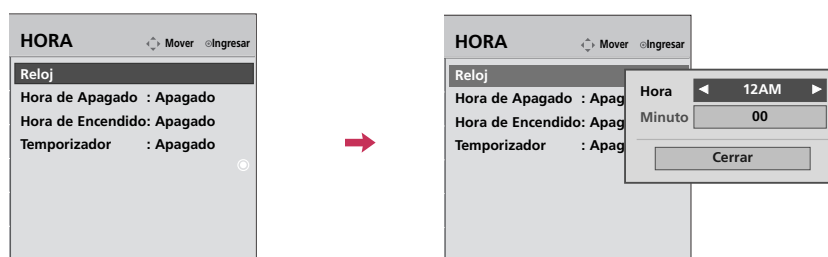 HORA Mover Ingresar
Reloj
Hora de Apagado : Apagado
Hora de Encendido: Apagado
Temporizador : Apagado
HORA Mover Ingresar
Reloj
Hora de Apagado : Apag
Hora de Encendido: Apag
Temporizador : Apag
Hora ◀ 12AM ▶
Minuto 00
Cerrar